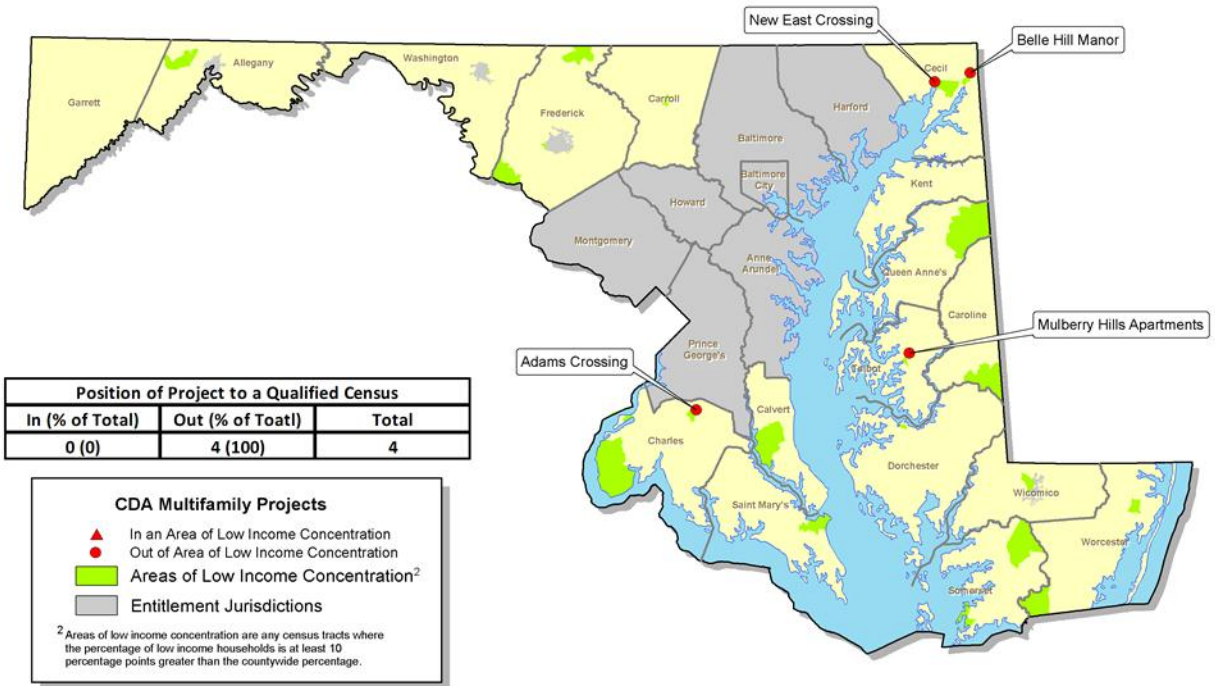 New East Crossing
Belle Hill Manor
Cecil
Washington
Allegany
Garrett
Carroll
Harford
Frederick
Baltimore
Baltimore
City
Kent
Howard
Montgomery
Queen Anne's
Anne
Arundel
Caroline
Mulberry Hills Apartments
Prince
George's
Adams Crossing
Talbot
Calvert
Charles
Dorchester
Saint Mary's
Wicomico
Worcester
Somerset
Position of Project to a Qualified Census
In (% of Total) Out (% of Toatl) Total
0 (0) 4 (100) 4
CDA Multifamily Projects
In an Area of Low Income Concentration
Out of Area of Low Income Concentration
Areas of Low Income Concentration2
Entitlement Jurisdictions
2 Areas of low income concentration are any census tracts where
the percentage of low income households is at least 10
percentage points greater than the countywide percentage.